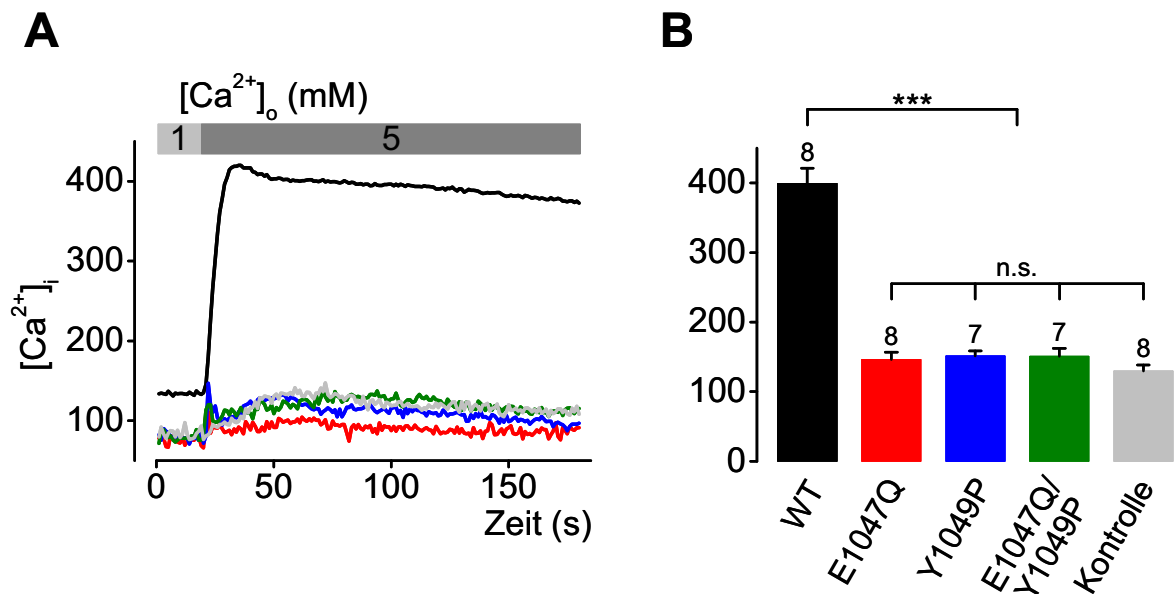 A
B
[Ca2+]o (mM)
1
5
400
300
200
100
[Ca2+]i
0
50
100
150
Zeit (s)
***
8
400
300
200
100
0
n.s.
8
7
7
8
WT
E1047Q
Y1049P
E1047Q/
Y1049P
Kontrolle